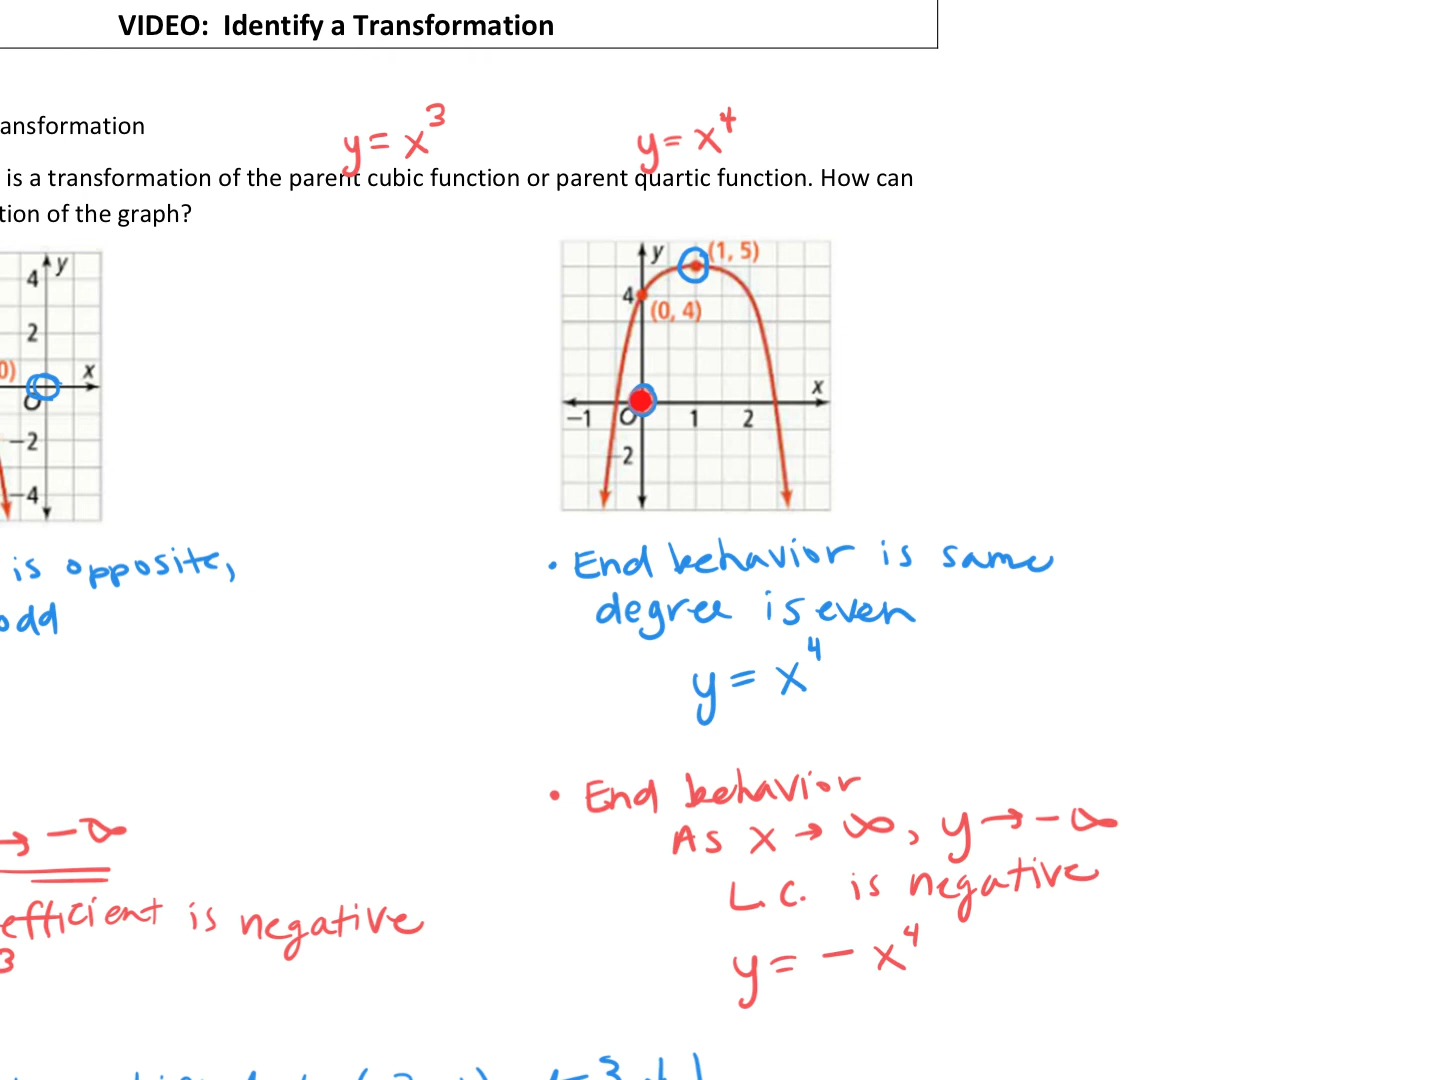 VIDEO: Identify a Transformation
ansformation
y = x³
y = x⁴
is a transformation of the parent cubic function or parent quartic function. How can
tion of the graph?
4
y
2
0)
x
O
−2
−4
y
(1, 5)
4
(0, 4)
x
−1
O
1
2
−2
is opposite,
odd
• End behavior is same
degree is even
y = x⁴
→ −∞
efficient is negative
3
• End behavior
As x → ∞, y → −∞
L.C. is negative
y = − x⁴